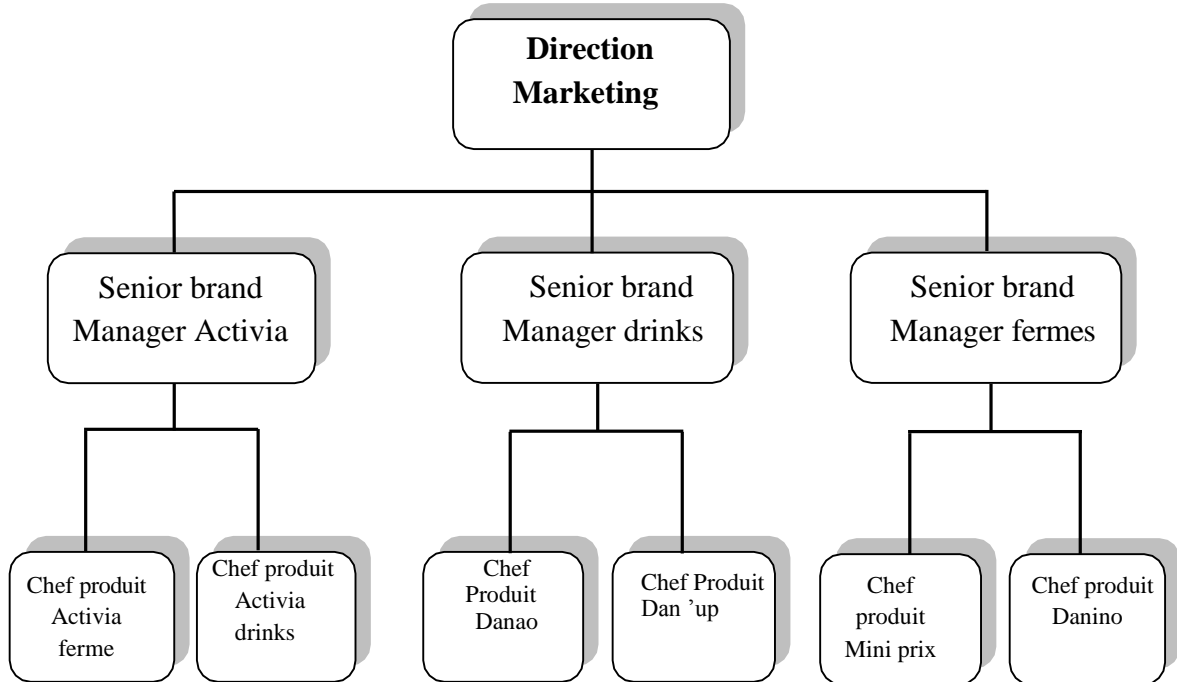 Direction
Marketing
Senior brand
Manager Activia
Senior brand
Manager drinks
Senior brand
Manager fermes
Chef produit
Activia
ferme
Chef produit
Activia
drinks
Chef
Produit
Danao
Chef Produit
Dan ’up
Chef
produit
Mini prix
Chef produit
Danino